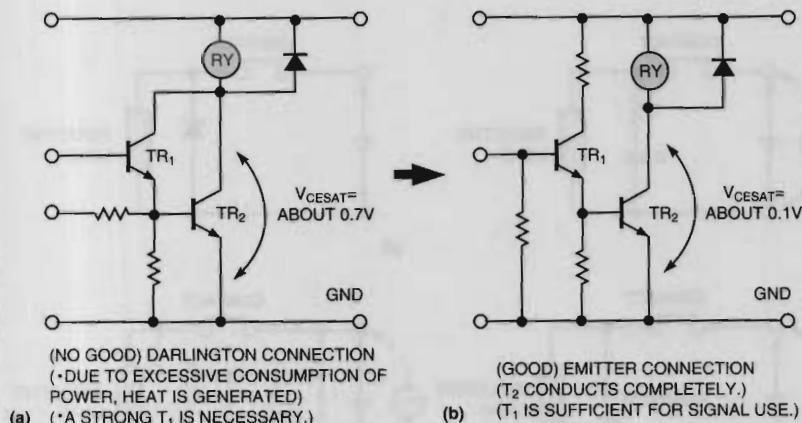 RY
TR1
TR2
VCESAT=
ABOUT 0.7V
GND
(NO GOOD) DARLINGTON CONNECTION
(•DUE TO EXCESSIVE CONSUMPTION OF
POWER, HEAT IS GENERATED)
(a) (•A STRONG T1 IS NECESSARY.)
RY
TR1
TR2
VCESAT=
ABOUT 0.1V
GND
(GOOD) EMITTER CONNECTION
(T2 CONDUCTS COMPLETELY.)
(b) (T1 IS SUFFICIENT FOR SIGNAL USE.)